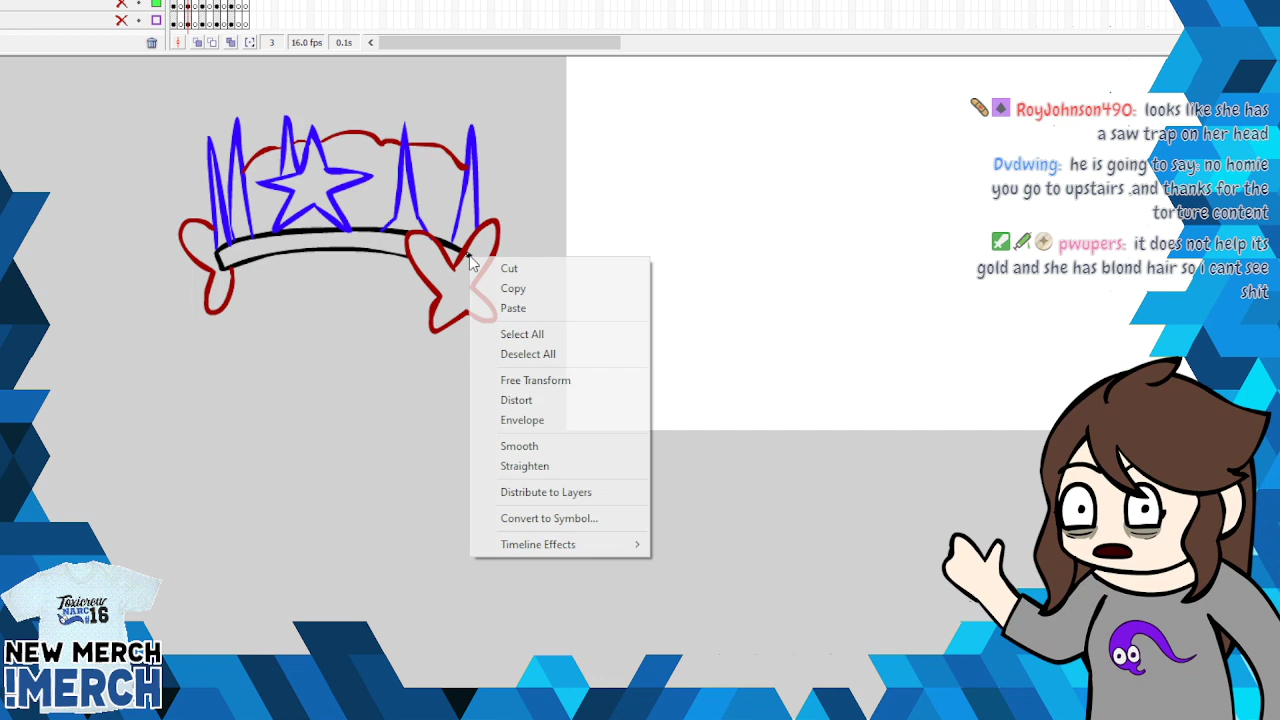 3 16.0 fps 0.1s
RoyJohnson490: looks like she has
a saw trap on her head
Dvdwing: he is going to say: no homie
you go to upstairs .and thanks for the
torture content
pwupers: it does not help its
gold and she has blond hair so i cant see
shit
Cut
Copy
Paste
Select All
Deselect All
Free Transform
Distort
Envelope
Smooth
Straighten
Distribute to Layers
Convert to Symbol...
Timeline Effects
Toxicrew
NARC
#16
NEW MERCH
!MERCH